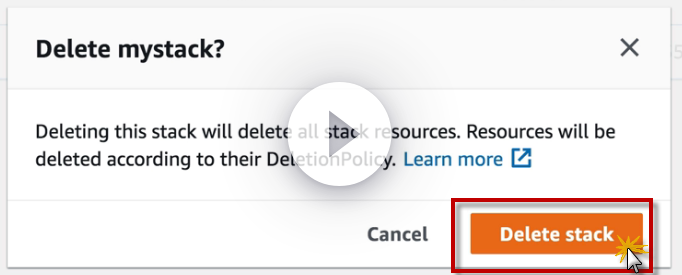 Delete mystack?
Deleting this stack will delete all stack resources. Resources will be
deleted according to their DeletionPolicy. Learn more
Cancel
Delete stack